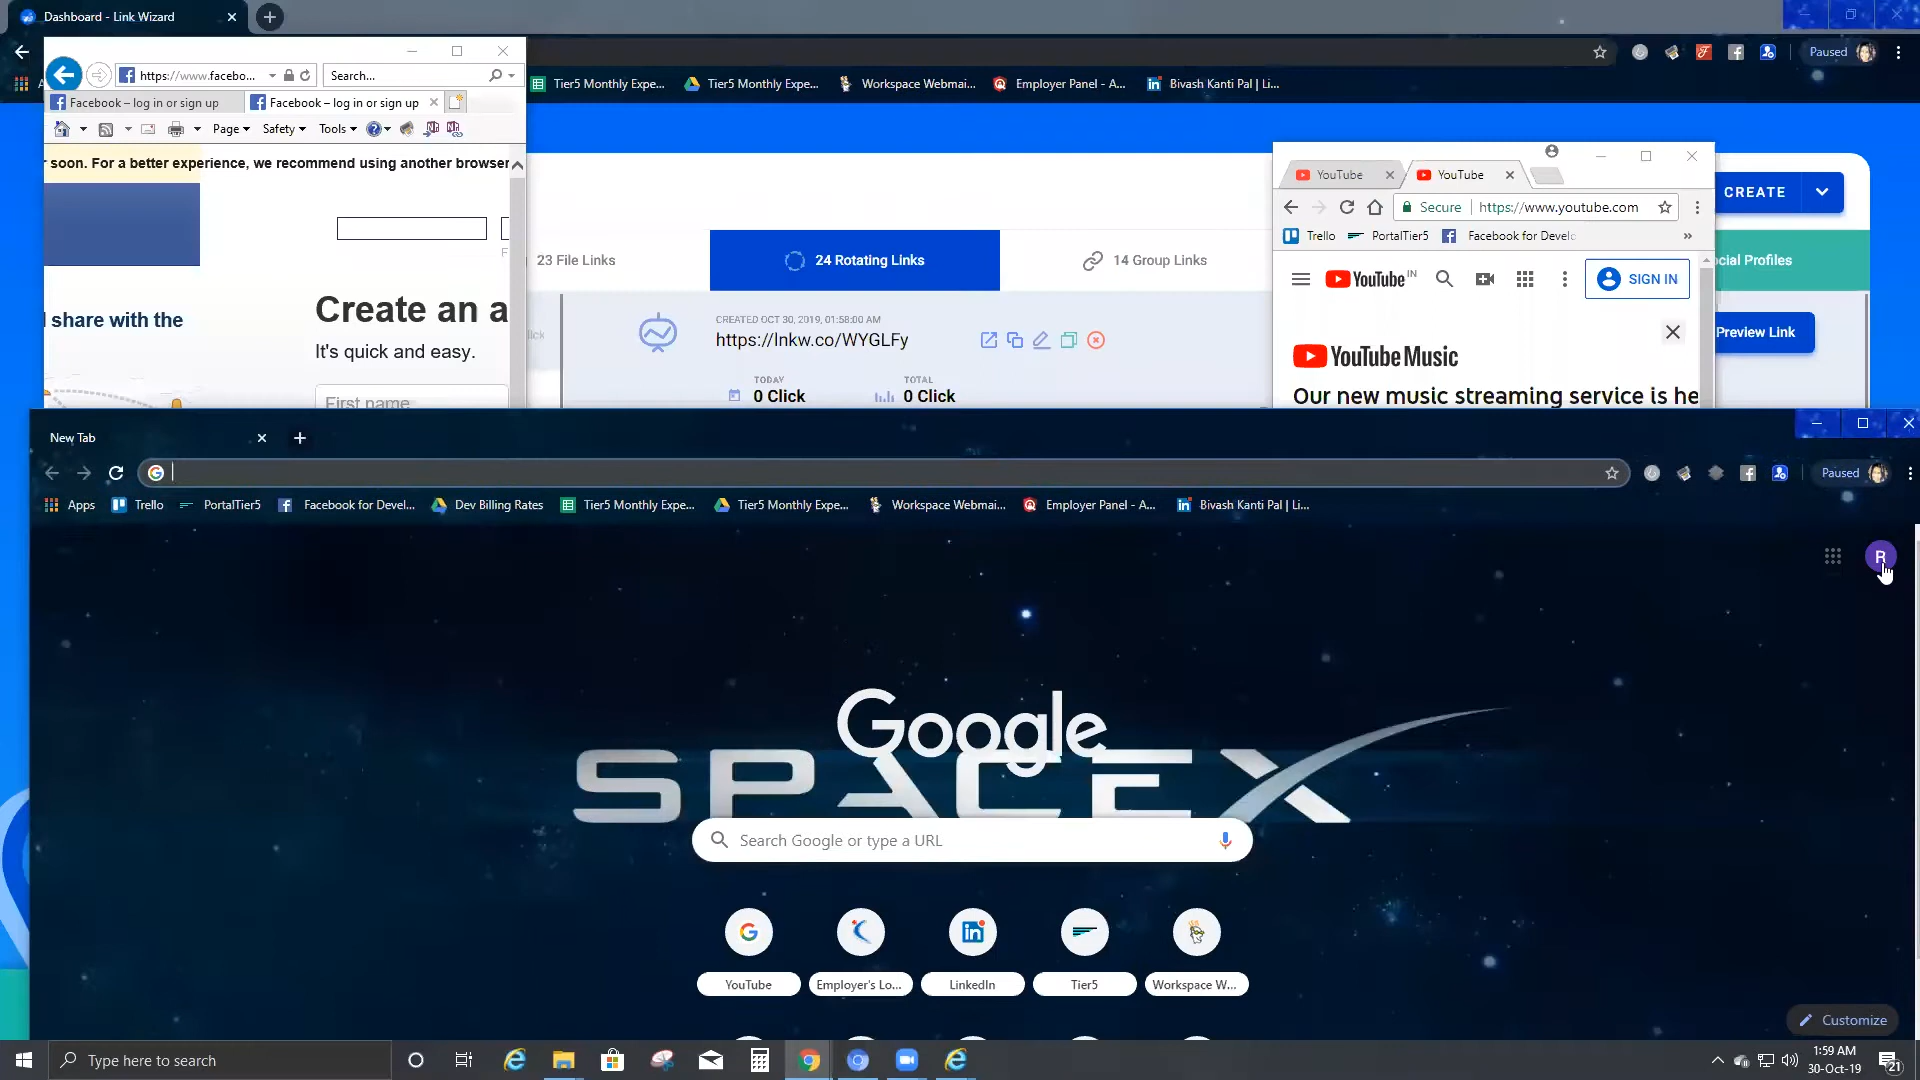 Dashboard - Link Wizard
Paused
https://www.facebo...
Search...
Facebook – log in or sign up
Facebook – log in or sign up
Page
Safety
Tools
soon. For a better experience, we recommend using another browser
share with the
Create an a
It's quick and easy.
First name
Tier5 Monthly Expe...
Tier5 Monthly Expe...
Workspace Webmai...
Employer Panel - A...
Bivash Kanti Pal | Li...
23 File Links
24 Rotating Links
14 Group Links
CREATED OCT 30, 2019, 01:58:00 AM
https://lnkw.co/WYGLFy
TODAY
0 Click
TOTAL
0 Click
YouTube
YouTube
Secure
https://www.youtube.com
Trello
PortalTier5
Facebook for Develo
»
YouTube IN
SIGN IN
YouTube Music
Our new music streaming service is he
CREATE
ocial Profiles
Preview Link
New Tab
Paused
Apps
Trello
PortalTier5
Facebook for Devel...
Dev Billing Rates
Tier5 Monthly Expe...
Tier5 Monthly Expe...
Workspace Webmai...
Employer Panel - A...
Bivash Kanti Pal | Li...
R
Google
SPACEX
Search Google or type a URL
YouTube
Employer's Lo...
LinkedIn
Tier5
Workspace W...
Customize
Type here to search
1:59 AM
30-Oct-19
21